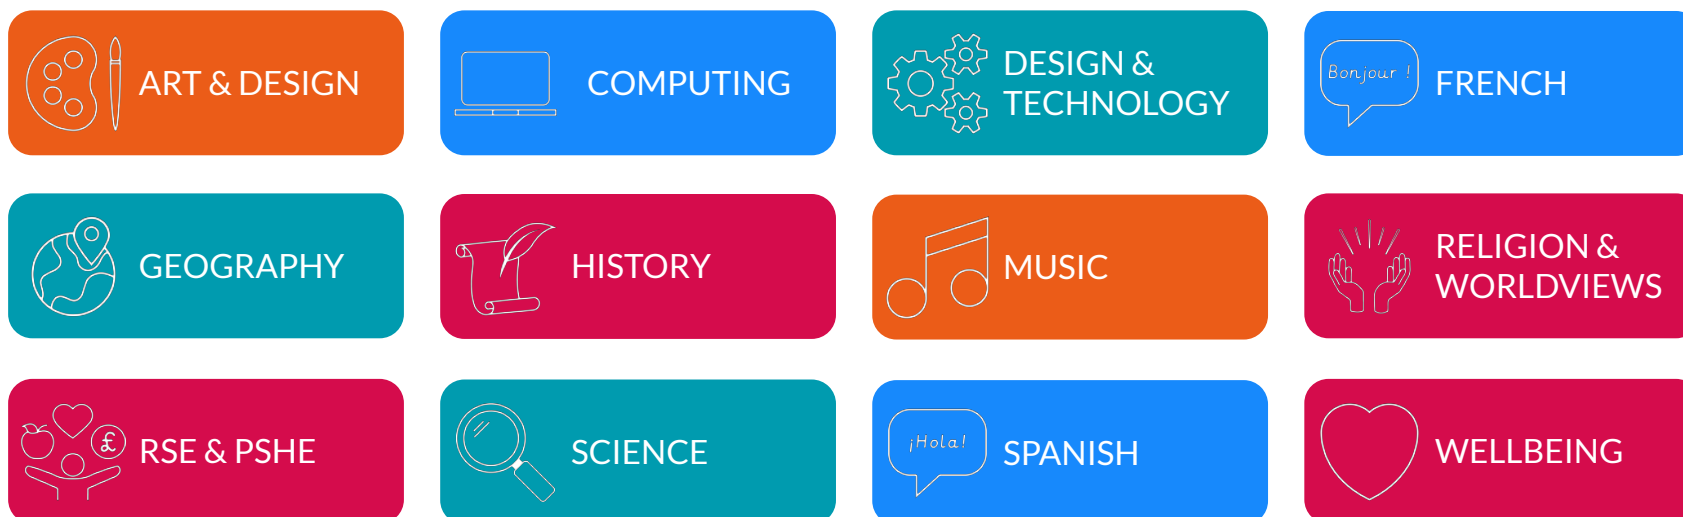 ART & DESIGN
COMPUTING
DESIGN &
TECHNOLOGY
Bonjour !
FRENCH
GEOGRAPHY
HISTORY
MUSIC
RELIGION &
WORLDVIEWS
£
RSE & PSHE
SCIENCE
¡Hola!
SPANISH
WELLBEING